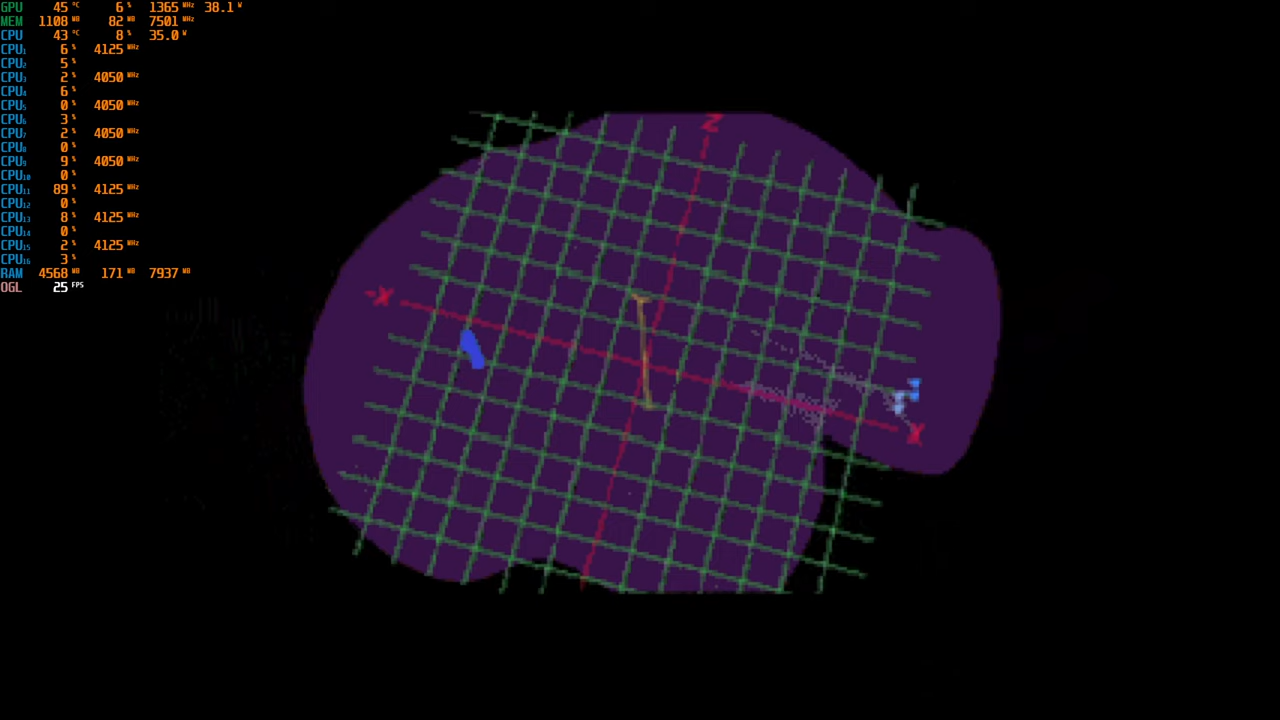 GPU 45 °C 6 % 1365 MHz 38.1 W
MEM 1108 MB 82 MB 7501 MHz
CPU 43 °C 8 % 35.0 W
CPU1 6 % 4125 MHz
CPU2 5 %
CPU3 2 % 4050 MHz
CPU4 6 %
CPU5 0 % 4050 MHz
CPU6 3 %
CPU7 2 % 4050 MHz
CPU8 0 %
CPU9 9 % 4050 MHz
CPU10 0 %
CPU11 89 % 4125 MHz
CPU12 0 %
CPU13 8 % 4125 MHz
CPU14 0 %
CPU15 2 % 4125 MHz
CPU16 3 %
RAM 4568 MB 171 MB 7937 MB
OGL 25 FPS
Z
-X
X